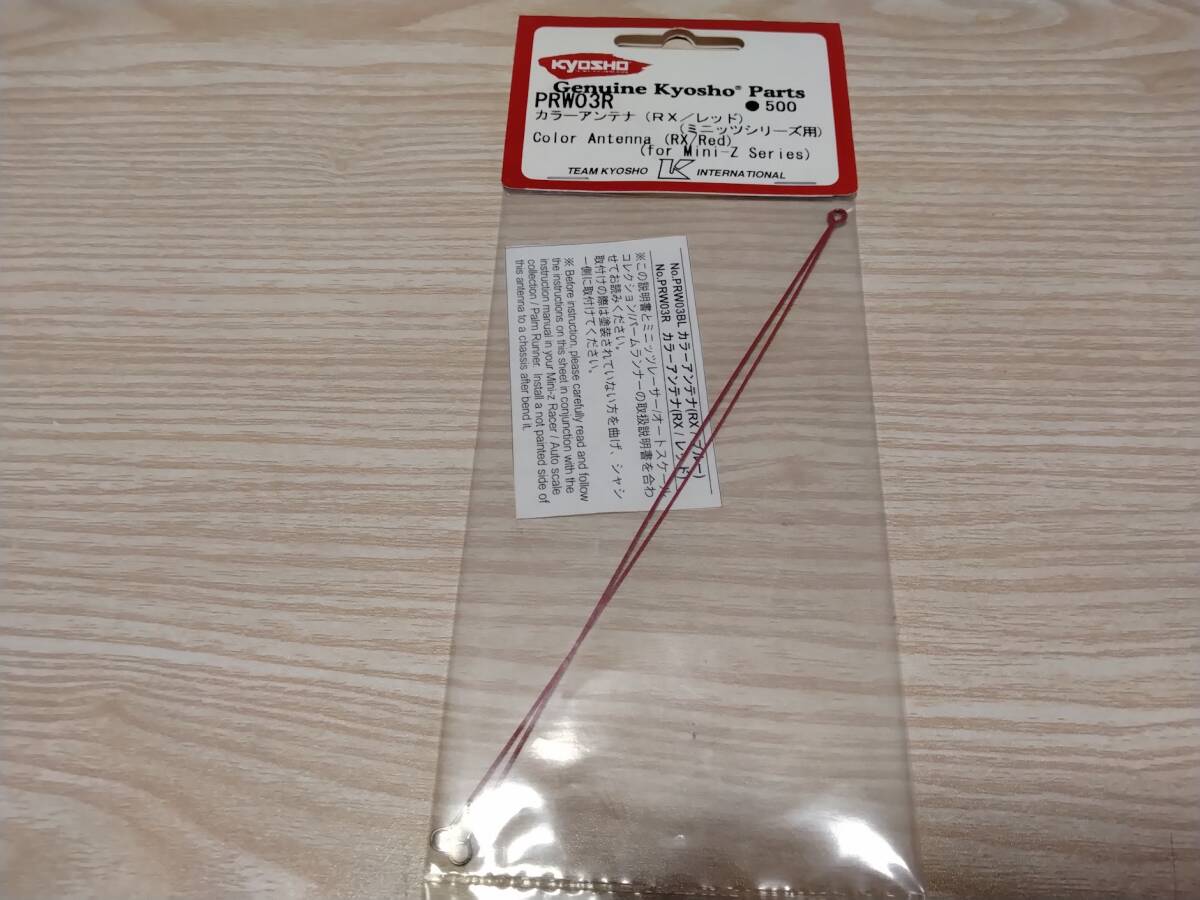 KYOSHO
Genuine Kyosho® Parts
PRW03R ●500
カラーアンテナ（RX／レッド）
（ミニッツシリーズ用）
Color Antenna (RX/Red)
(for Mini-Z Series)
TEAM KYOSHO K INTERNATIONAL
No.PRW03BL カラーアンテナ(RX / ブルー)
No.PRW03R カラーアンテナ(RX / レッド)
※この説明書とミニッツレーサー/オートスケール
コレクション/パームランナーの取扱説明書を合わ
せてお読みください。
取付けの際は塗装されていない方を曲げ、シャシ
ー側に取付けてください。
※ Before instruction, please carefully read and follow
the instructions on this sheet in conjunction with the
instruction manual in your Mini-z Racer / Auto scale
collection / Palm Runner. Install a not painted side of
this antenna to a chassis after bend it.